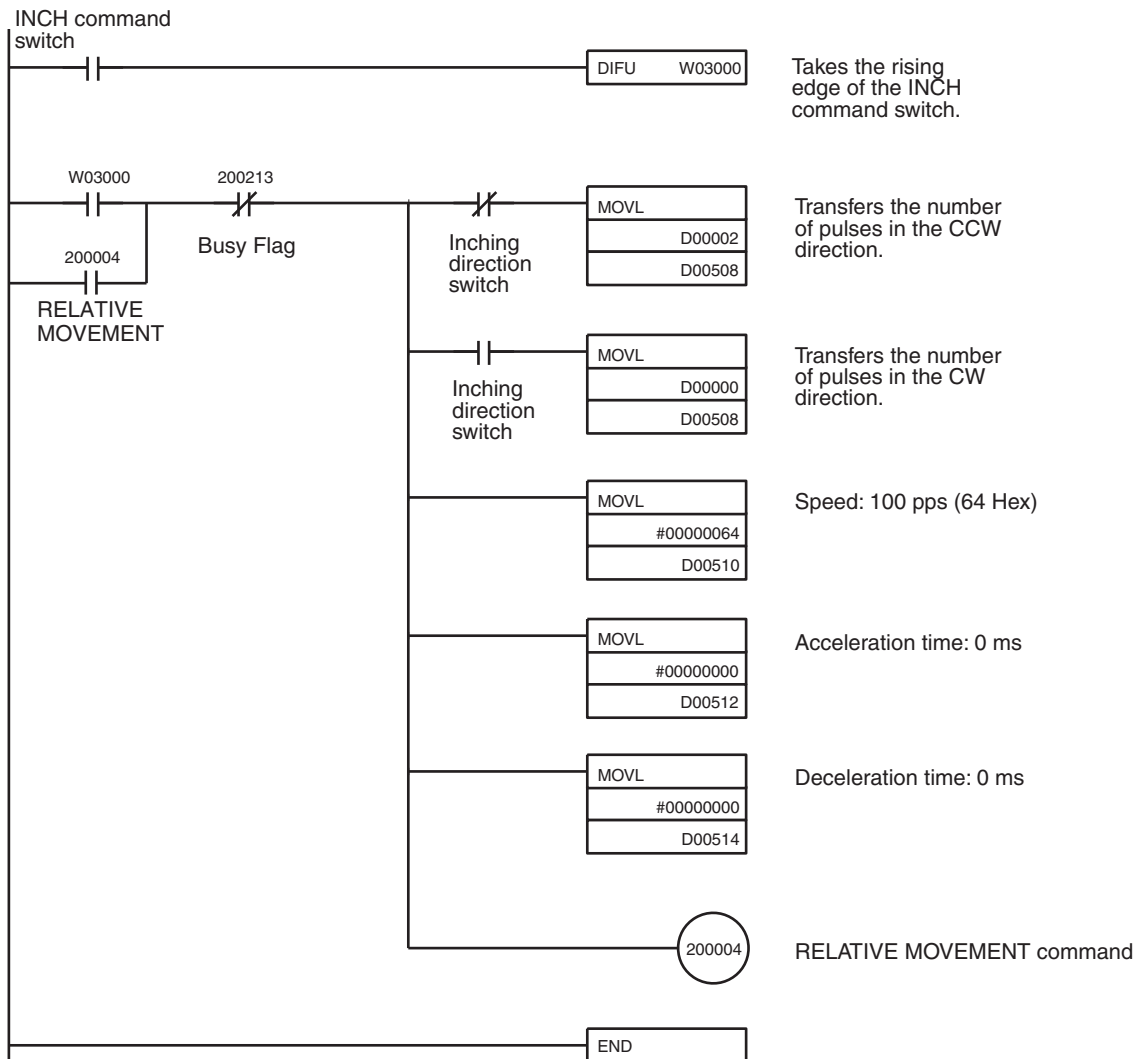 INCH command
switch
DIFU W03000
Takes the rising
edge of the INCH
command switch.
W03000
200213
Busy Flag
200004
RELATIVE
MOVEMENT
Inching
direction
switch
MOVL
D00002
D00508
Transfers the number
of pulses in the CCW
direction.
Inching
direction
switch
MOVL
D00000
D00508
Transfers the number
of pulses in the CW
direction.
MOVL
#00000064
D00510
Speed: 100 pps (64 Hex)
MOVL
#00000000
D00512
Acceleration time: 0 ms
MOVL
#00000000
D00514
Deceleration time: 0 ms
200004
RELATIVE MOVEMENT command
END